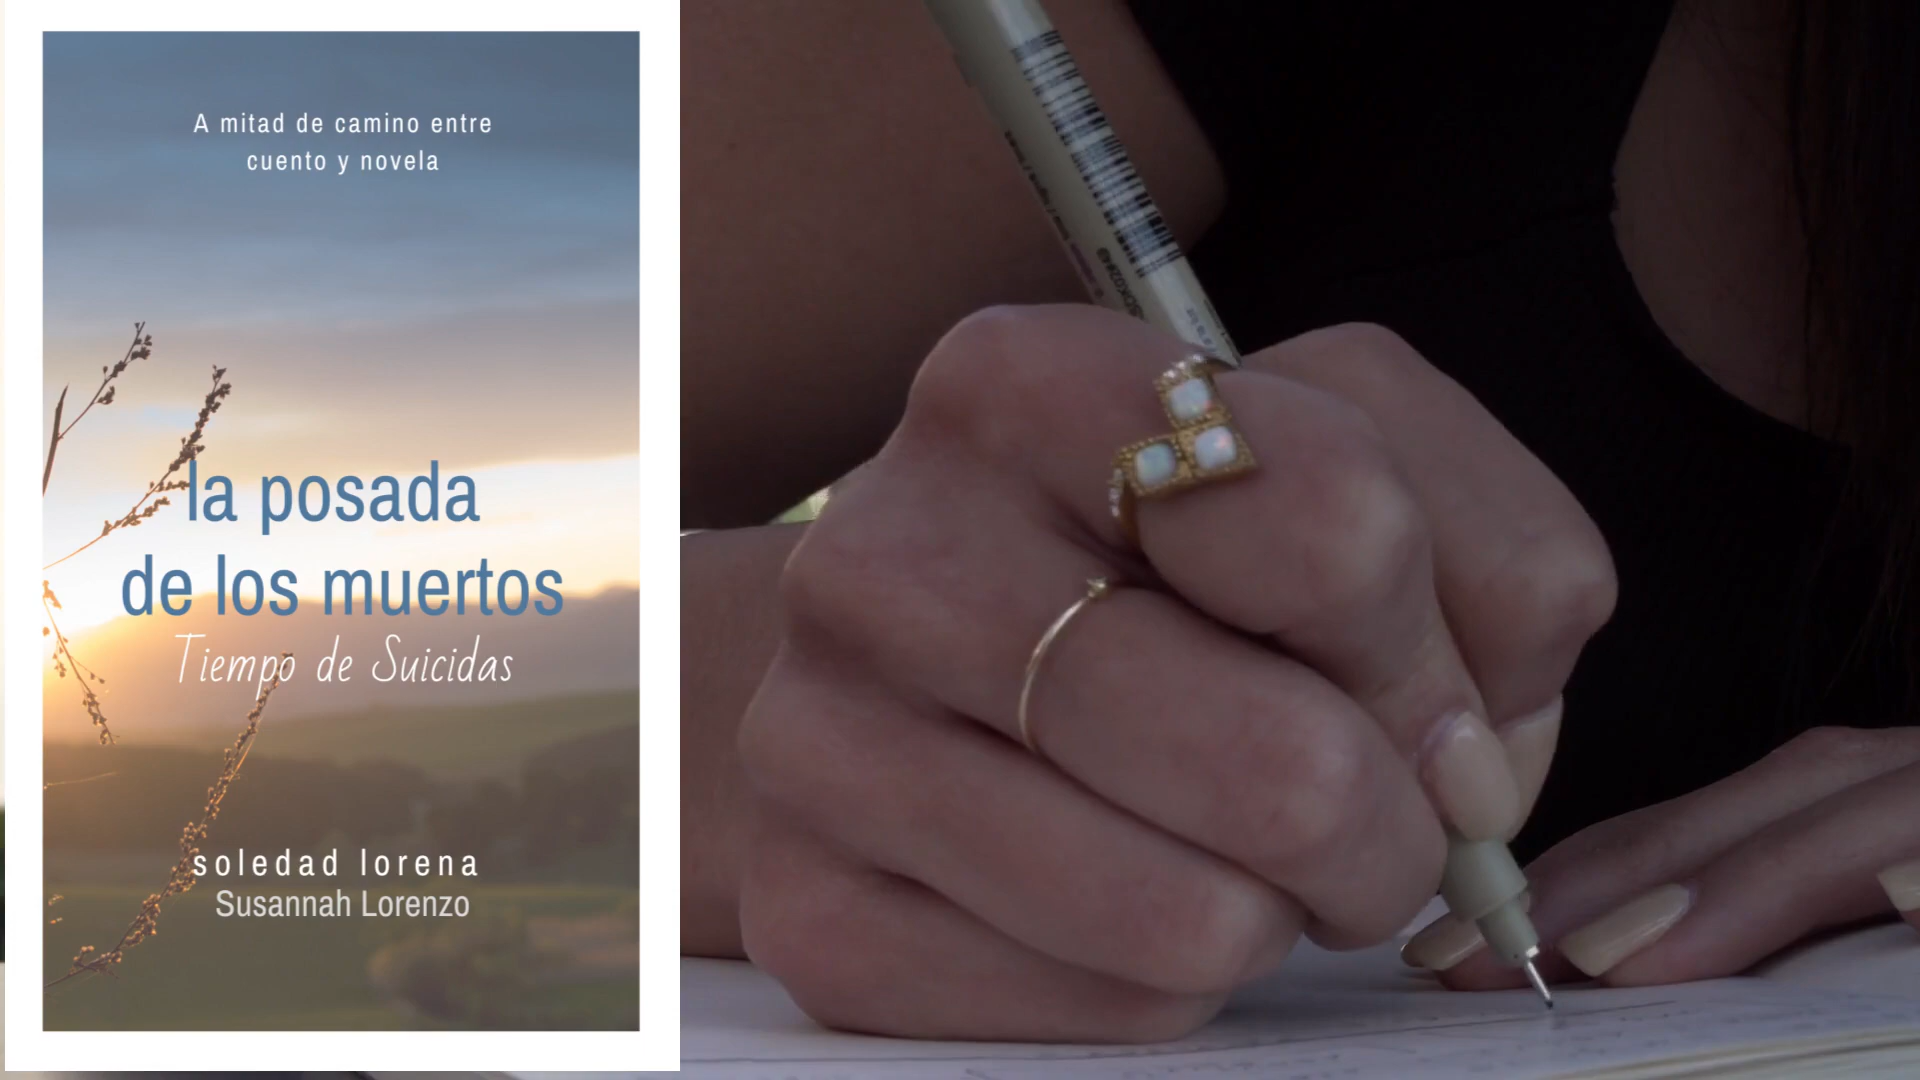 A mitad de camino entre
cuento y novela
la posada
de los muertos
Tiempo de Suicidas
soledad lorena
Susannah Lorenzo